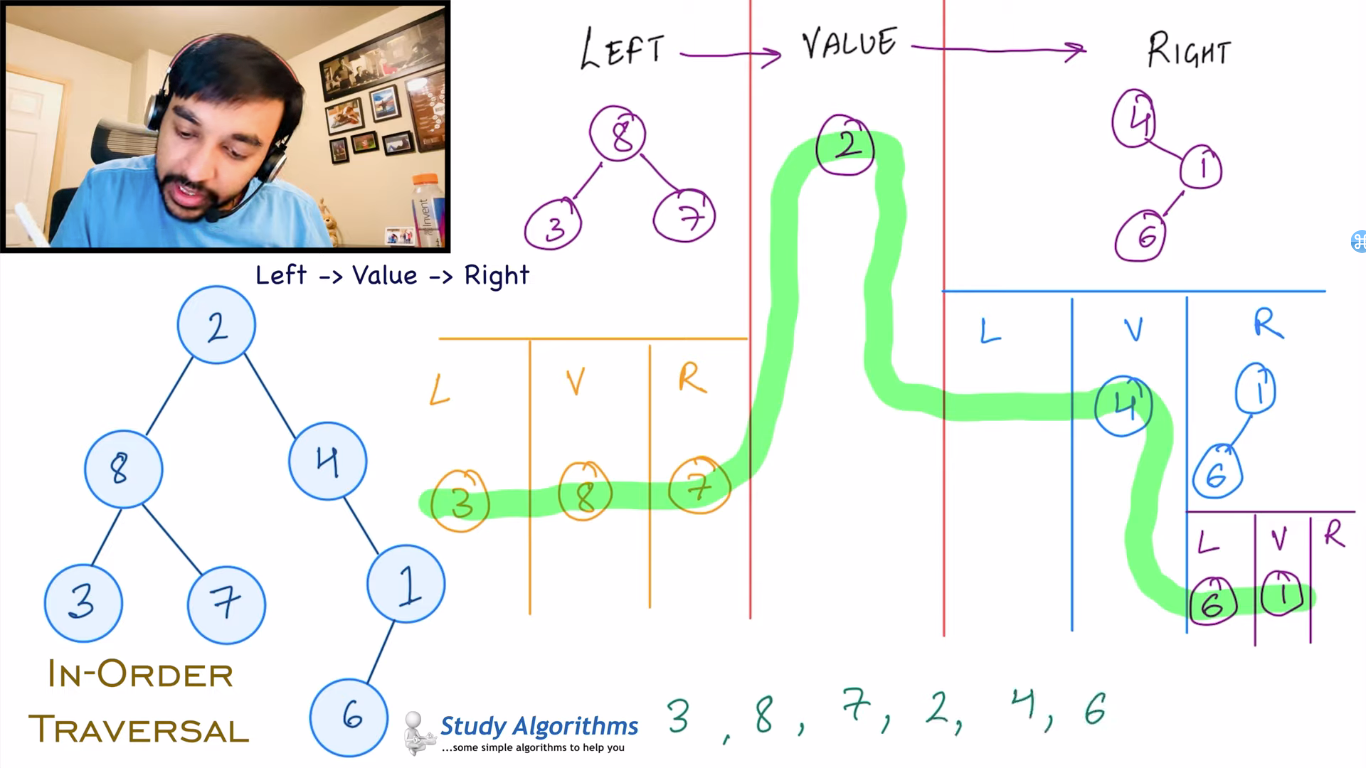 LEFT → VALUE → RIGHT
8
3 7
2
4
1
6
Left -> Value -> Right
2
8 4
3 7 1
6
L V R
3 8 7
L V R
4 1
6
L V R
6 1
IN-ORDER
TRAVERSAL
Study Algorithms
...some simple algorithms to help you
3, 8, 7, 2, 4, 6